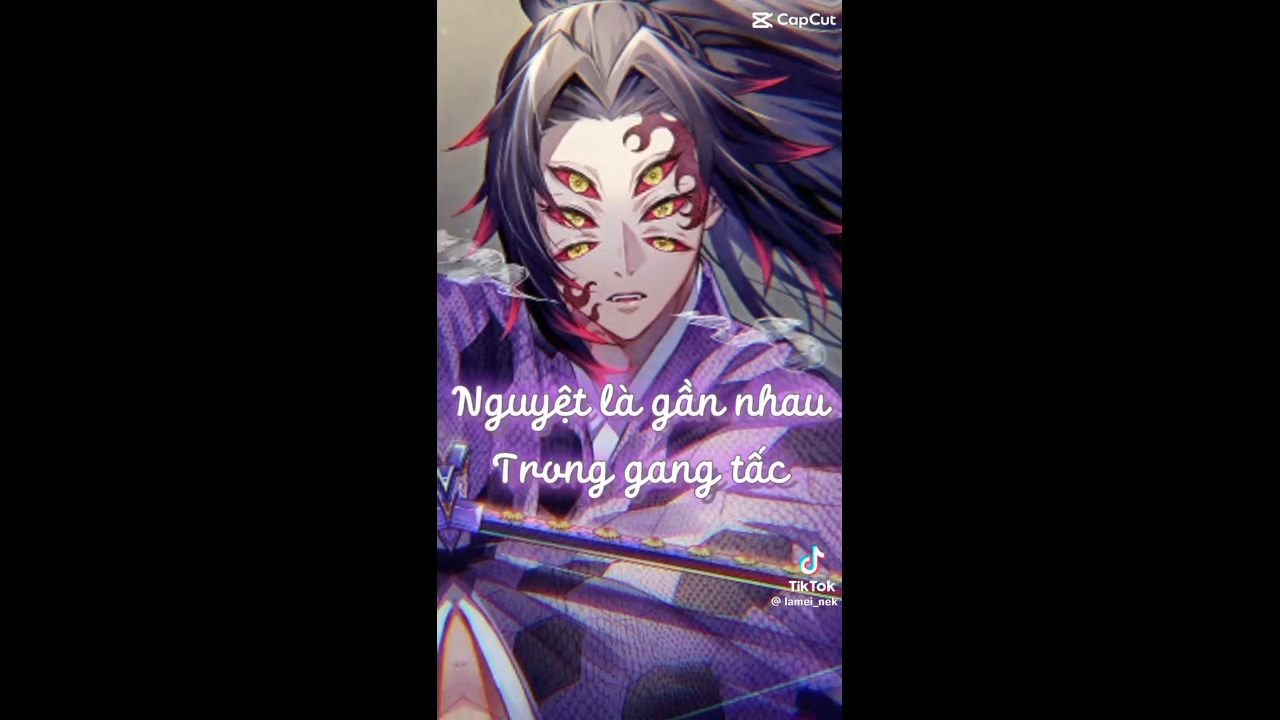 CapCut
Nguyệt là gần nhau
Trong gang tấc
TikTok
@ lamei_nek